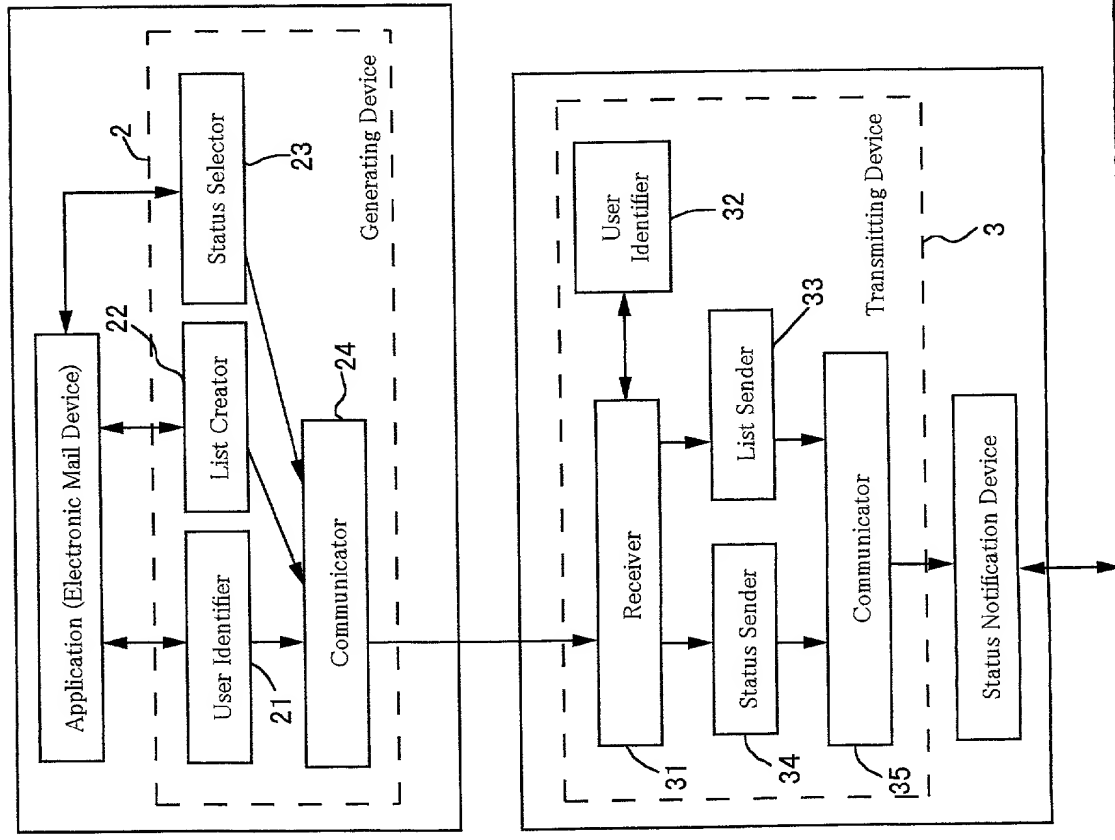 Application (Electronic Mail Device)
2
22
User Identifier
List Creator
Status Selector
21
23
24
Communicator
Generating Device
User
Identifier
32
Receiver
31
33
Status Sender
List Sender
34
Communicator
35
Transmitting Device
3
Status Notification Device